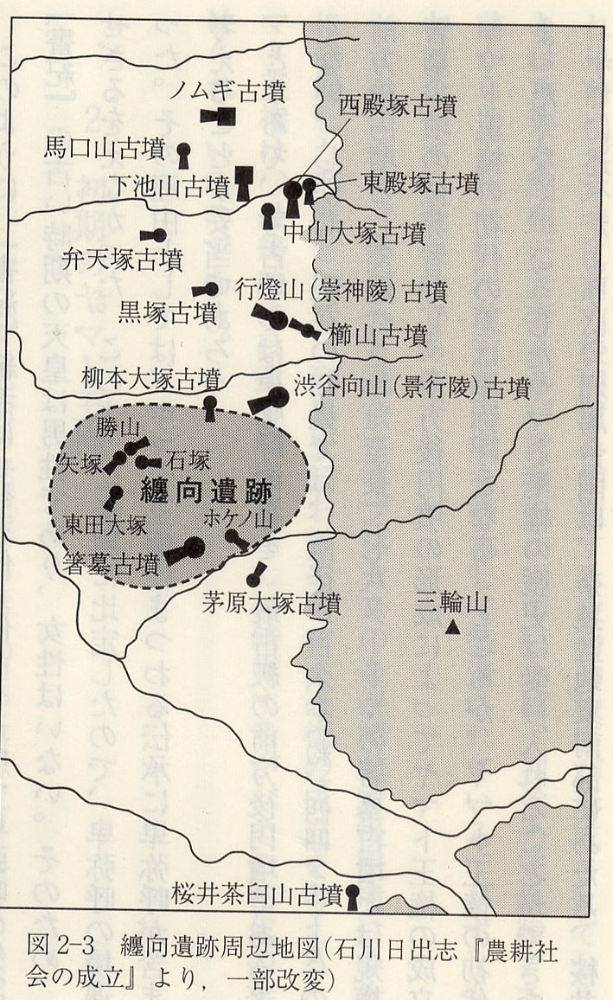 ノムギ古墳
西殿塚古墳
馬口山古墳
下池山古墳
東殿塚古墳
中山大塚古墳
弁天塚古墳
行燈山(崇神陵)古墳
黒塚古墳
櫛山古墳
柳本大塚古墳
渋谷向山(景行陵)古墳
勝山
矢塚
石塚
纏向遺跡
東田大塚
ホケノ山
箸墓古墳
茅原大塚古墳
三輪山
桜井茶臼山古墳
図2-3 纏向遺跡周辺地図(石川日出志『農耕社
会の成立』より,一部改変)